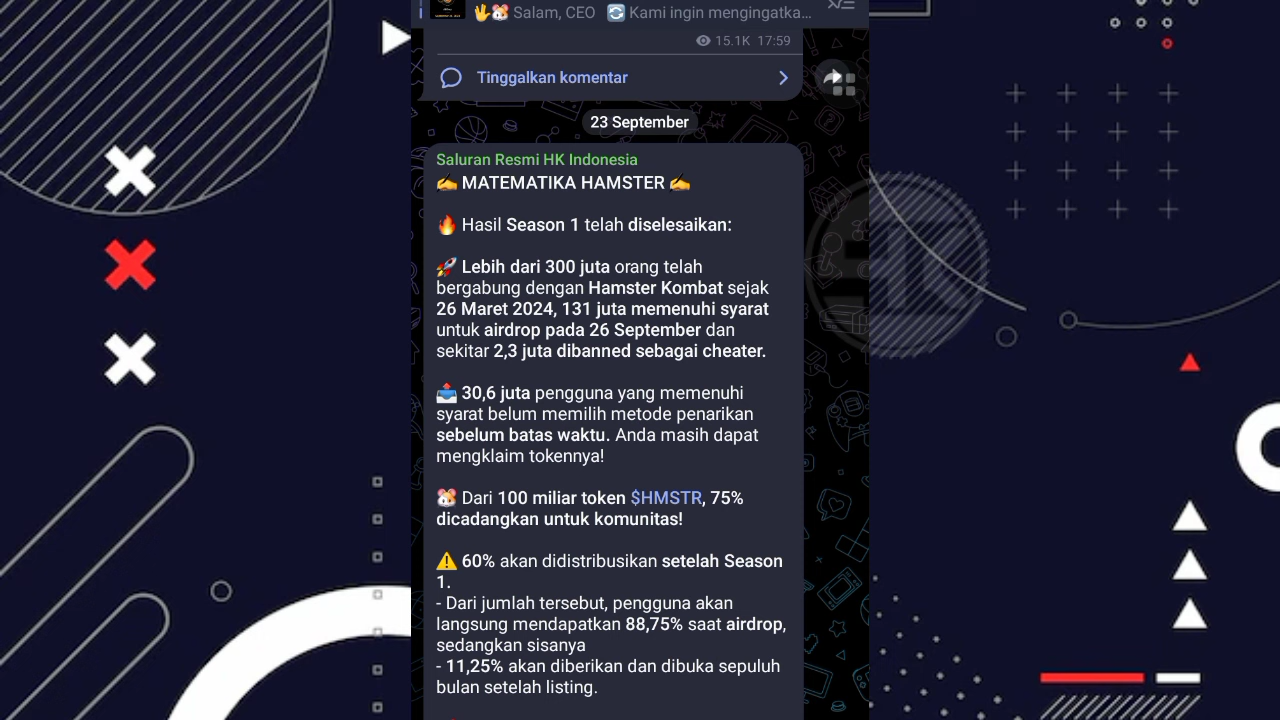 🖖🐹 Salam, CEO 🔄 Kami ingin mengingatka...
15.1K 17:59
Tinggalkan komentar
23 September
Saluran Resmi HK Indonesia
✍️ MATEMATIKA HAMSTER ✍️
🔥 Hasil Season 1 telah diselesaikan:
🚀 Lebih dari 300 juta orang telah
bergabung dengan Hamster Kombat sejak
26 Maret 2024, 131 juta memenuhi syarat
untuk airdrop pada 26 September dan
sekitar 2,3 juta dibanned sebagai cheater.
📤 30,6 juta pengguna yang memenuhi
syarat belum memilih metode penarikan
sebelum batas waktu. Anda masih dapat
mengklaim tokennya!
🐹 Dari 100 miliar token $HMSTR, 75%
dicadangkan untuk komunitas!
⚠️ 60% akan didistribusikan setelah Season
1.
- Dari jumlah tersebut, pengguna akan
langsung mendapatkan 88,75% saat airdrop,
sedangkan sisanya
- 11,25% akan diberikan dan dibuka sepuluh
bulan setelah listing.